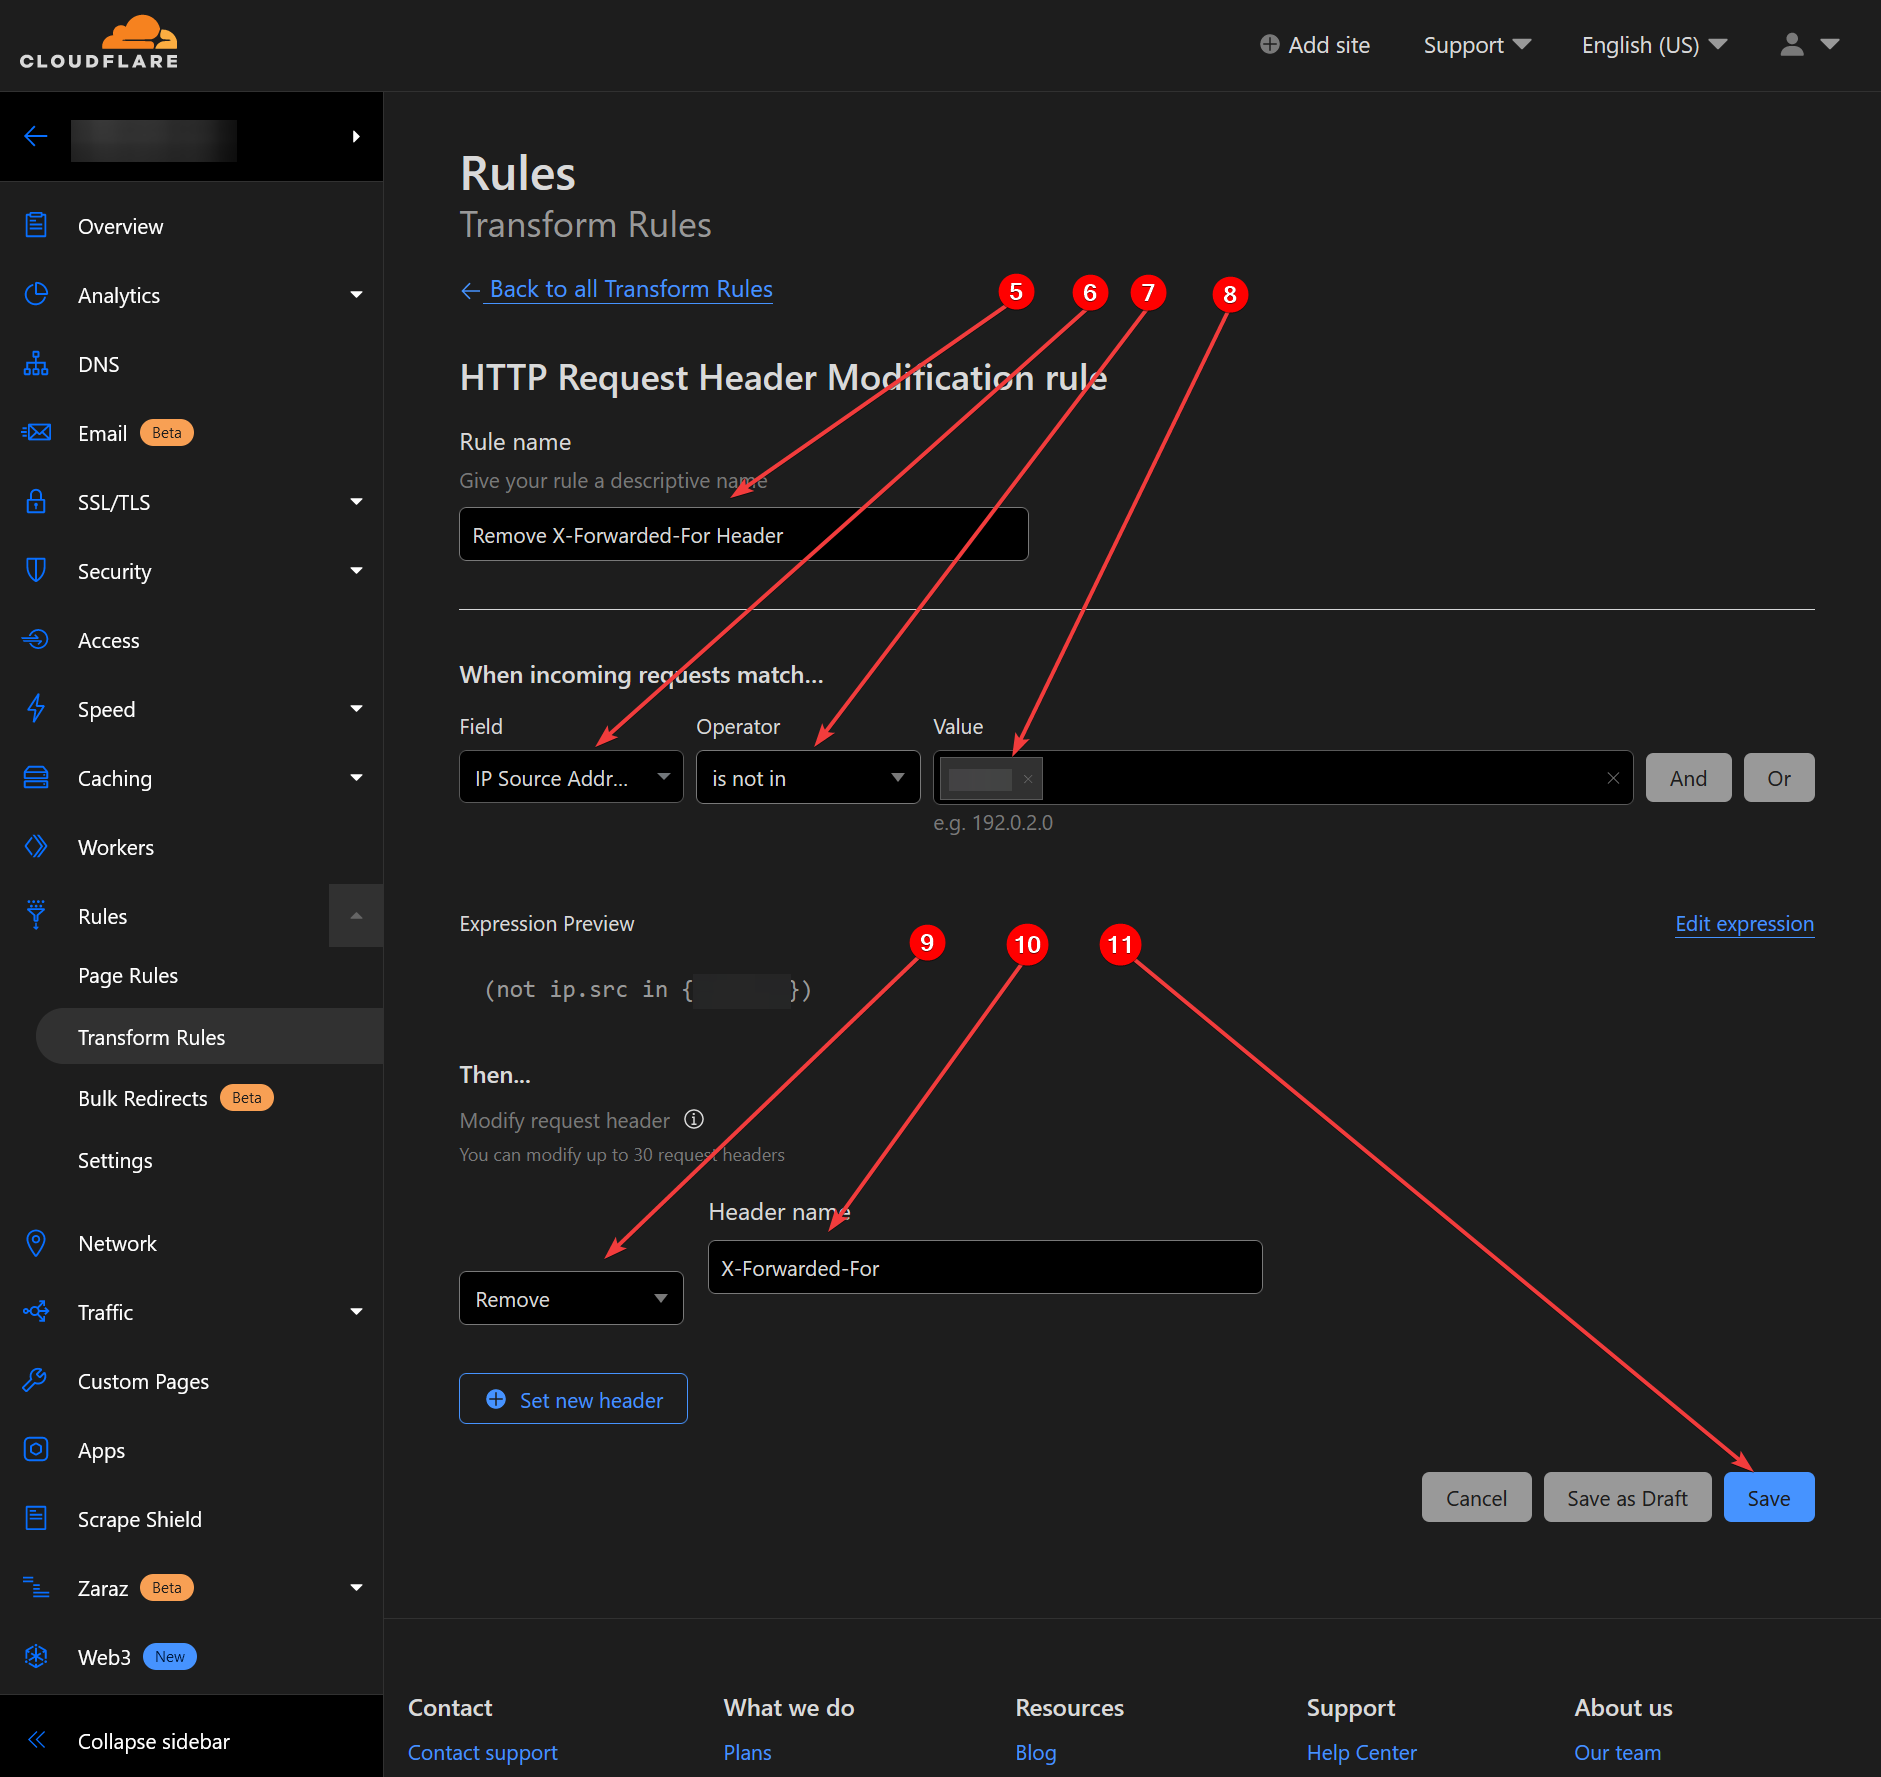 CLOUDFLARE
Add site
Support
English (US)
Overview
Analytics
DNS
Email Beta
SSL/TLS
Security
Access
Speed
Caching
Workers
Rules
Page Rules
Transform Rules
Bulk Redirects Beta
Settings
Network
Traffic
Custom Pages
Apps
Scrape Shield
Zaraz Beta
Web3 New
Collapse sidebar
Rules
Transform Rules
Back to all Transform Rules
5 6 7 8
HTTP Request Header Modification rule
Rule name
Give your rule a descriptive name
Remove X-Forwarded-For Header
When incoming requests match...
Field Operator Value
IP Source Addr... is not in × × And Or
e.g. 192.0.2.0
Expression Preview
Edit expression
9 10 11
(not ip.src in { })
Then...
Modify request header
You can modify up to 30 request headers
Header name
X-Forwarded-For
Remove
Set new header
Cancel Save as Draft Save
Contact What we do Resources Support About us
Contact support Plans Blog Help Center Our team